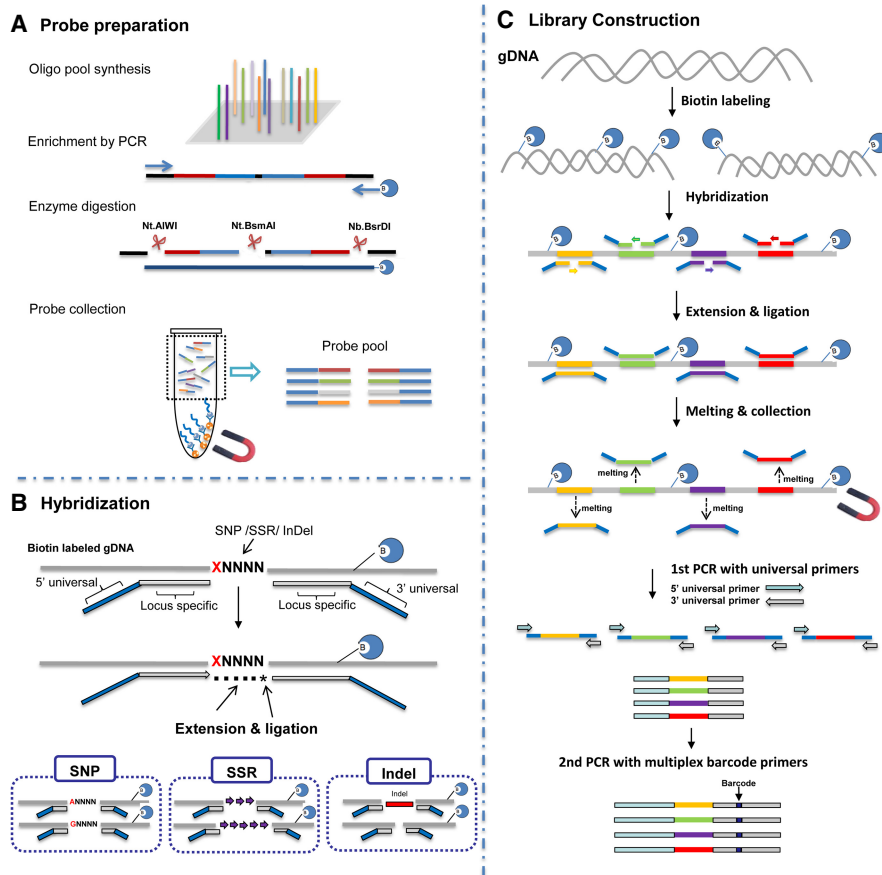 A Probe preparation
Oligo pool synthesis
Enrichment by PCR
B
Enzyme digestion
Nt.AlWI
Nt.BsmAI
Nb.BsrDI
B
Probe collection
Probe pool
B Hybridization
SNP /SSR/ InDel
Biotin labeled gDNA
B
XNNNN
5' universal
3' universal
Locus specific
Locus specific
B
XNNNN
*
Extension & ligation
SNP
SSR
Indel
ANNNN
B
GNNNN
B
B
B
Indel
B
B
C Library Construction
gDNA
Biotin labeling
B
B
B
B
Hybridization
B
B
B
Extension & ligation
B
B
B
Melting & collection
melting
melting
B
B
B
melting
melting
1st PCR with universal primers
5' universal primer
3' universal primer
2nd PCR with multiplex barcode primers
Barcode